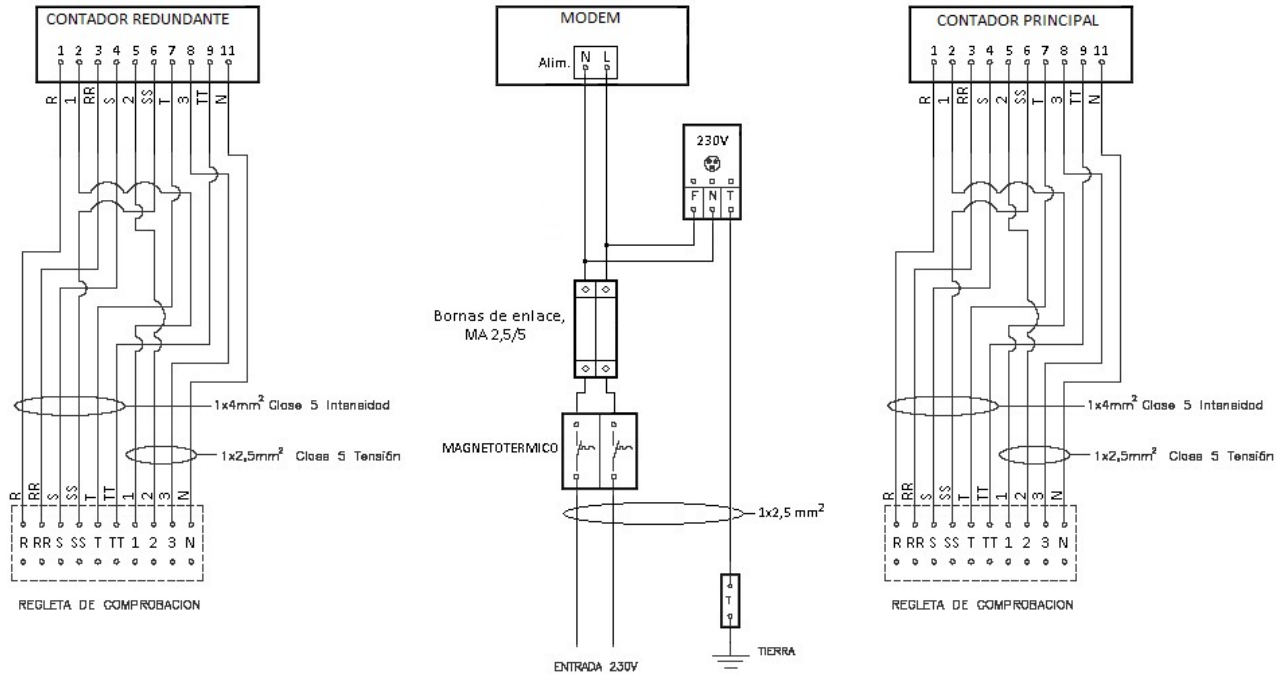 CONTADOR REDUNDANTE
1 2 3 4 5 6 7 8 9 11
R 1 RR S 2 SS T 3 TT N
1x4mm² Clase 5 Intensidad
1x2,5mm² Clase 5 Tensión
R RR S SS T TT 1 2 3 N
R RR S SS T TT 1 2 3 N
REGLETA DE COMPROBACION
MODEM
Alim. N L
230V
F N T
Bornas de enlace,
MA 2,5/5
MAGNETOTERMICO
1x2,5 mm²
T
TIERRA
ENTRADA 230V
CONTADOR PRINCIPAL
1 2 3 4 5 6 7 8 9 11
R 1 RR S 2 SS T 3 TT N
1x4mm² Clase 5 Intensidad
1x2,5mm² Clase 5 Tensión
R RR S SS T TT 1 2 3 N
R RR S SS T TT 1 2 3 N
REGLETA DE COMPROBACION